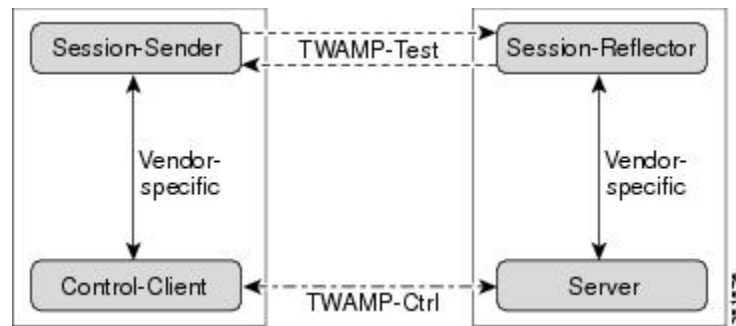 Session-Sender
TWAMP-Test
Session-Reflector
Vendor-
specific
Vendor-
specific
Control-Client
TWAMP-Ctrl
Server